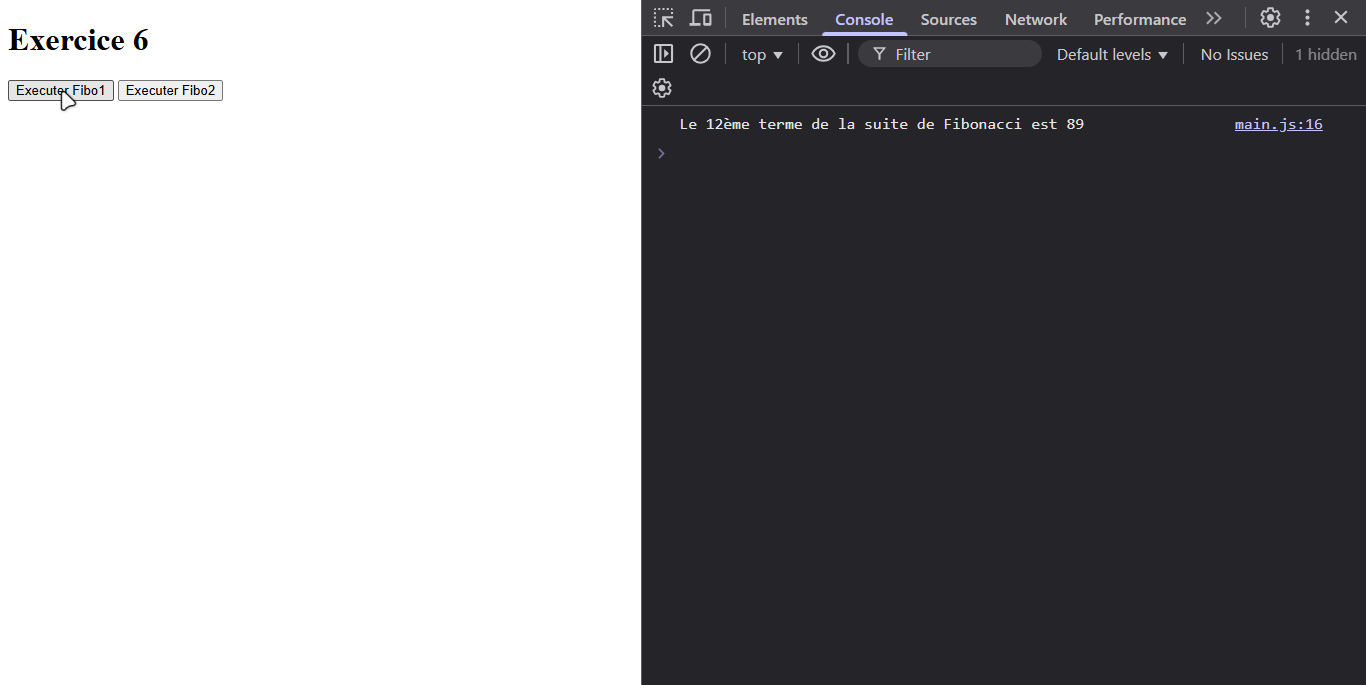 Exercice 6
Executer Fibo1 Executer Fibo2
Elements Console Sources Network Performance
top Filter Default levels No Issues 1 hidden
Le 12ème terme de la suite de Fibonacci est 89 main.js:16